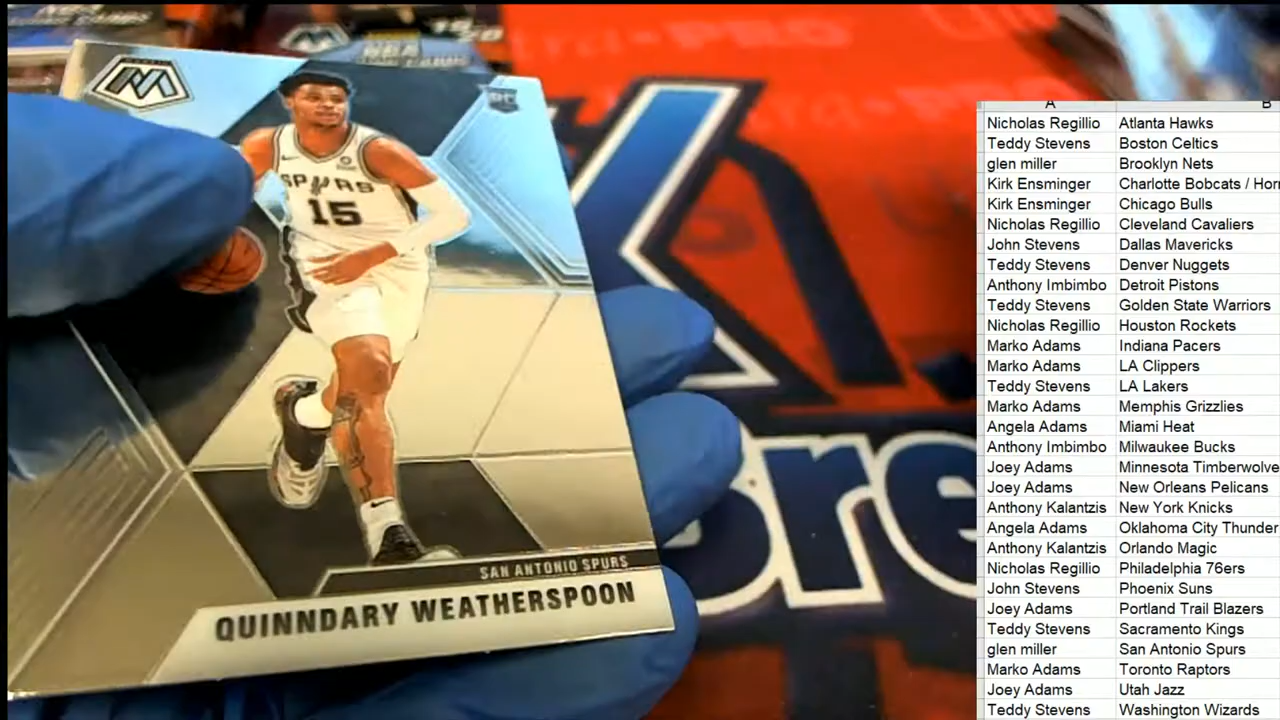 M
RC
SPURS
15
SAN ANTONIO SPURS
QUINNDARY WEATHERSPOON
NBA
19-20
PRO
Bre
A B
Nicholas Regillio Atlanta Hawks
Teddy Stevens Boston Celtics
glen miller Brooklyn Nets
Kirk Ensminger Charlotte Bobcats / Horn
Kirk Ensminger Chicago Bulls
Nicholas Regillio Cleveland Cavaliers
John Stevens Dallas Mavericks
Teddy Stevens Denver Nuggets
Anthony Imbimbo Detroit Pistons
Teddy Stevens Golden State Warriors
Nicholas Regillio Houston Rockets
Marko Adams Indiana Pacers
Marko Adams LA Clippers
Teddy Stevens LA Lakers
Marko Adams Memphis Grizzlies
Angela Adams Miami Heat
Anthony Imbimbo Milwaukee Bucks
Joey Adams Minnesota Timberwolve
Joey Adams New Orleans Pelicans
Anthony Kalantzis New York Knicks
Angela Adams Oklahoma City Thunder
Anthony Kalantzis Orlando Magic
Nicholas Regillio Philadelphia 76ers
John Stevens Phoenix Suns
Joey Adams Portland Trail Blazers
Teddy Stevens Sacramento Kings
glen miller San Antonio Spurs
Marko Adams Toronto Raptors
Joey Adams Utah Jazz
Teddy Stevens Washington Wizards